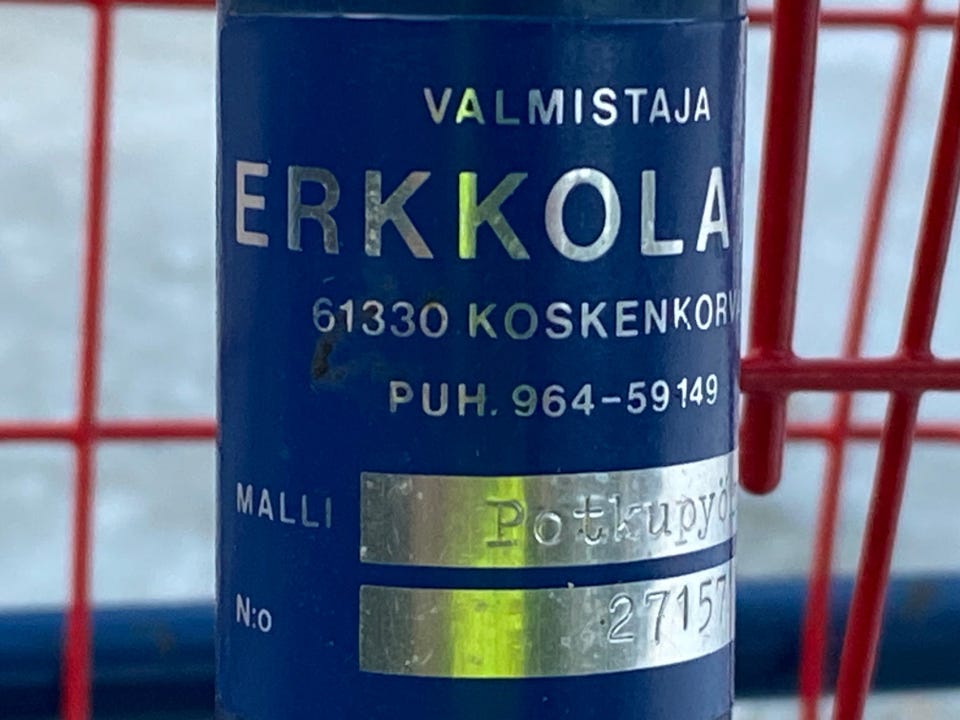 VALMISTAJA
ERKKOLA
61330 KOSKENKORV
PUH. 964-59149
MALLI Potkupyö
N:o 27157